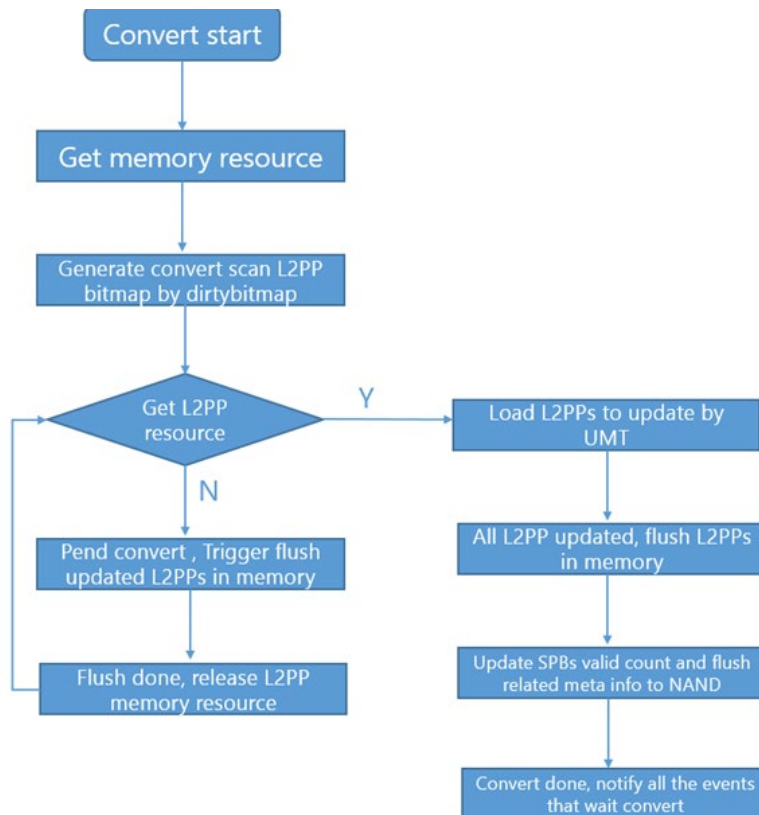 Convert start
Get memory resource
Generate convert scan L2PP
bitmap by dirtybitmap
Get L2PP
resource
Y
N
Pend convert , Trigger flush
updated L2PPs in memory
Flush done, release L2PP
memory resource
Load L2PPs to update by
UMT
All L2PP updated, flush L2PPs
in memory
Update SPBs valid count and flush
related meta info to NAND
Convert done, notify all the events
that wait convert